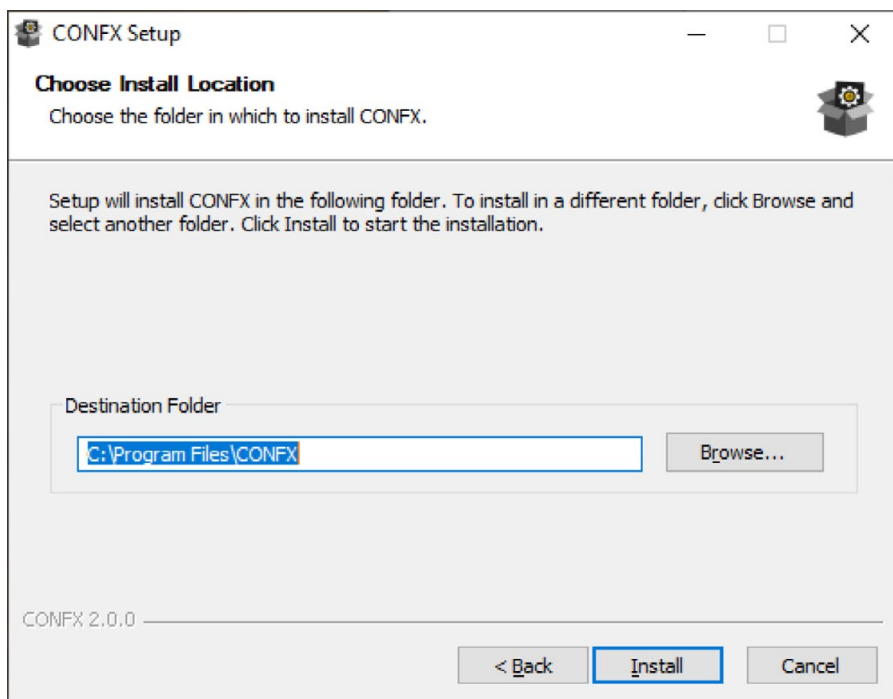 CONFX Setup
Choose Install Location
Choose the folder in which to install CONFX.
Setup will install CONFX in the following folder. To install in a different folder, click Browse and
select another folder. Click Install to start the installation.
Destination Folder
C:\Program Files\CONFX
Browse...
CONFX 2.0.0
< Back
Install
Cancel